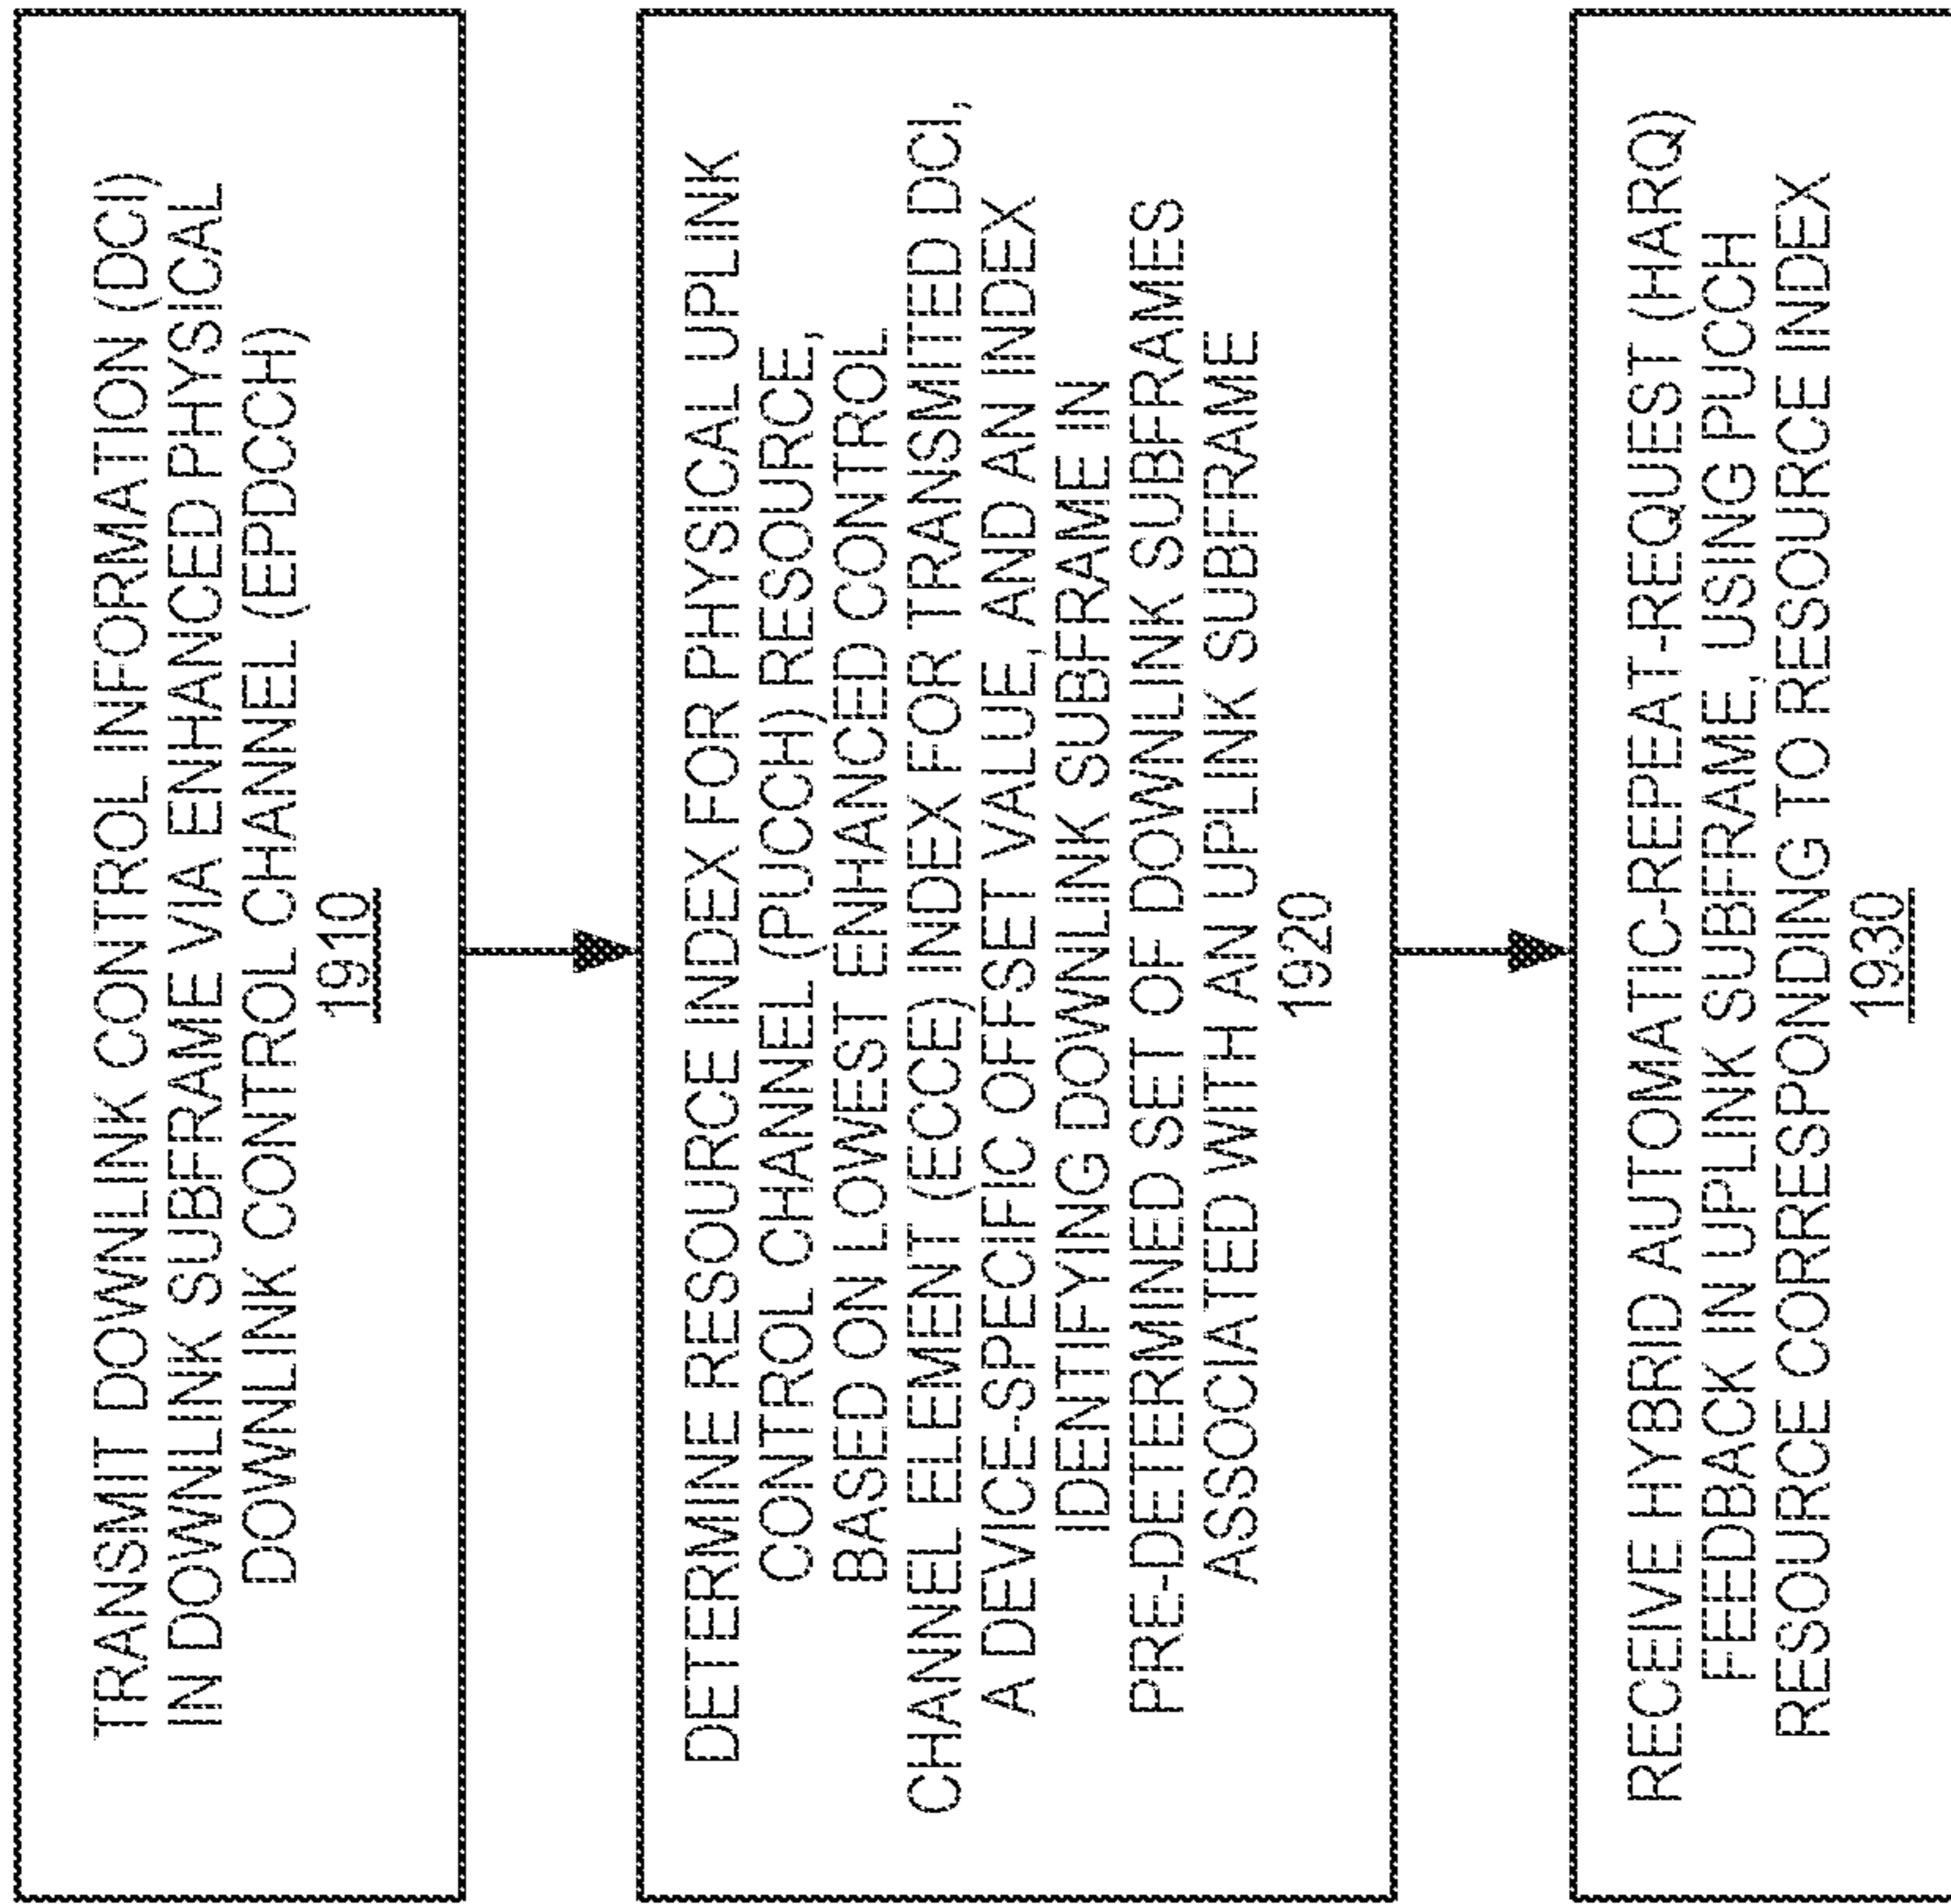 TRANSMIT DOWNLINK CONTROL INFORMATION (DCI)
IN DOWNLINK SUBFRAME VIA ENHANCED PHYSICAL
DOWNLINK CONTROL CHANNEL (EPDCCH)
1910
DETERMINE RESOURCE INDEX FOR PHYSICAL UPLINK
CONTROL CHANNEL (PUCCH) RESOURCE,
BASED ON LOWEST ENHANCED CONTROL
CHANNEL ELEMENT (ECCE) INDEX FOR TRANSMITTED DCI,
A DEVICE-SPECIFIC OFFSET VALUE, AND AN INDEX
IDENTIFYING DOWNLINK SUBFRAME IN
PRE-DETERMINED SET OF DOWNLINK SUBFRAMES
ASSOCIATED WITH AN UPLINK SUBFRAME
1920
RECEIVE HYBRID AUTOMATIC-REPEAT-REQUEST (HARQ)
FEEDBACK IN UPLINK SUBFRAME, USING PUCCH
RESOURCE CORRESPONDING TO RESOURCE INDEX
1930